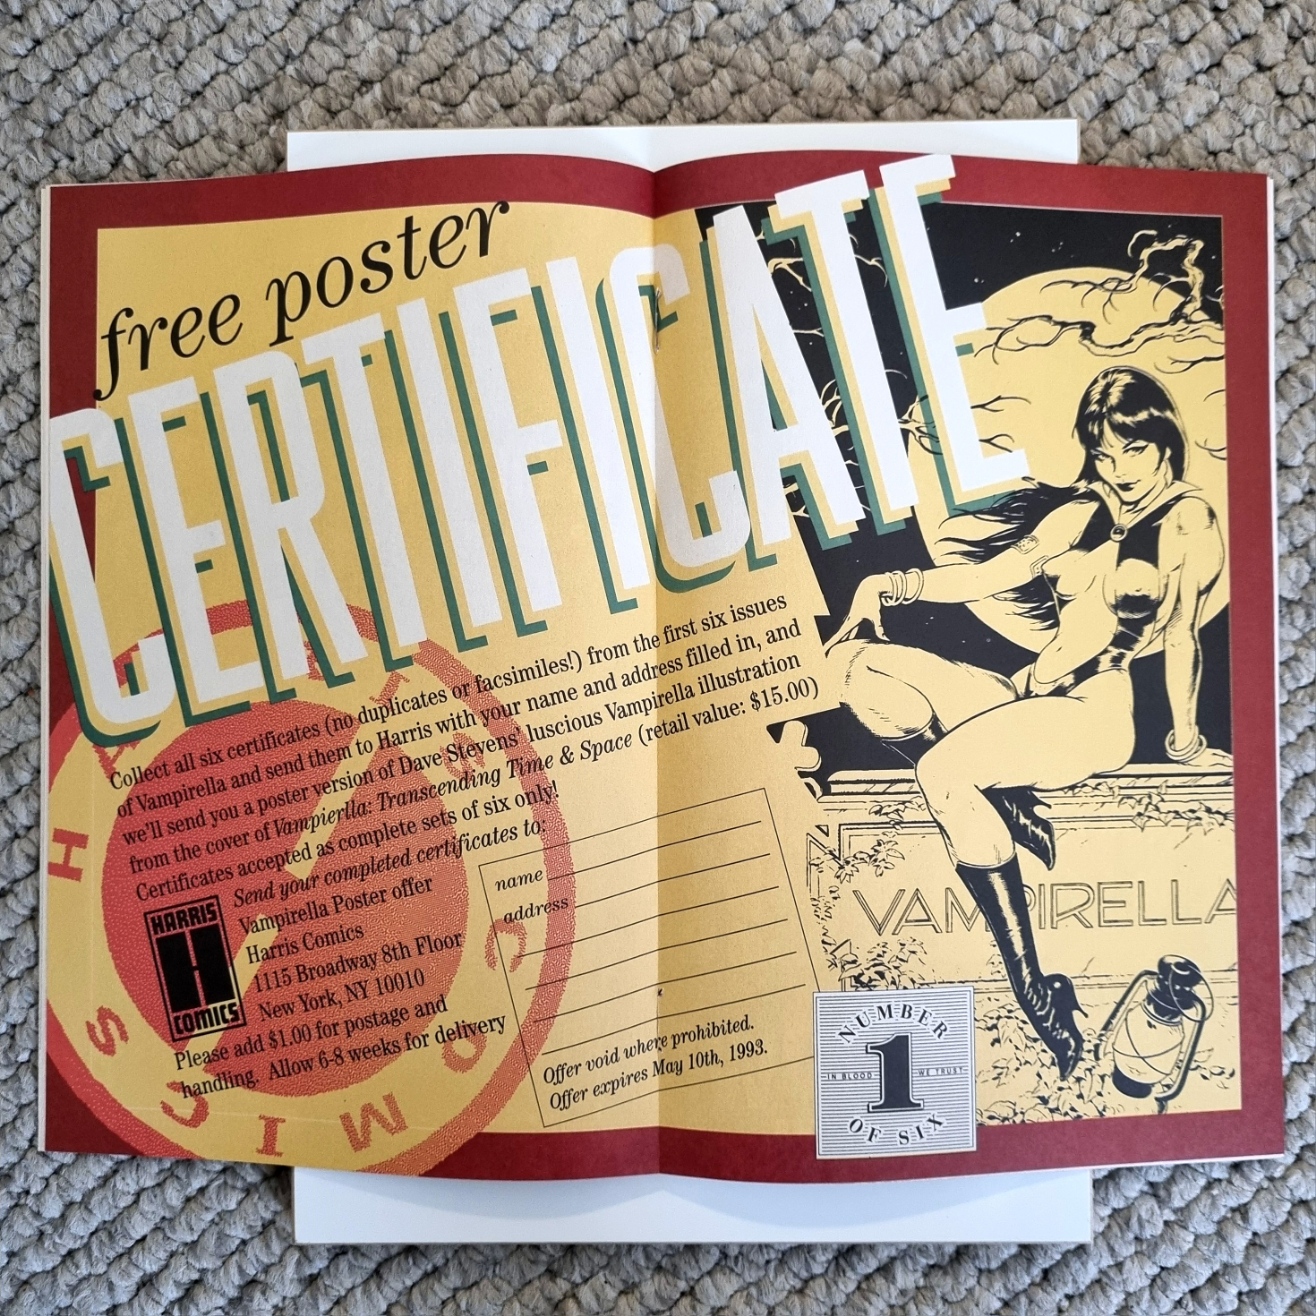 free poster
CERTIFICATE
Collect all six certificates (no duplicates or facsimiles!) from the first six issues
of Vampirella and send them to Harris with your name and address filled in, and
we'll send you a poster version of Dave Stevens' luscious Vampirella illustration
from the cover of Vampierlla: Transcending Time & Space (retail value: $15.00)
Certificates accepted as complete sets of six only!
Send your completed certificates to:
Vampirella Poster offer
Harris Comics
1115 Broadway 8th Floor
New York, NY 10010
Please add $1.00 for postage and
handling. Allow 6-8 weeks for delivery
HARRIS
H
COMICS
name
address
Offer void where prohibited.
Offer expires May 10th, 1993.
VAMPIRELLA
NUMBER
IN BLOOD 1 WE TRUST
OF SIX
COMICS